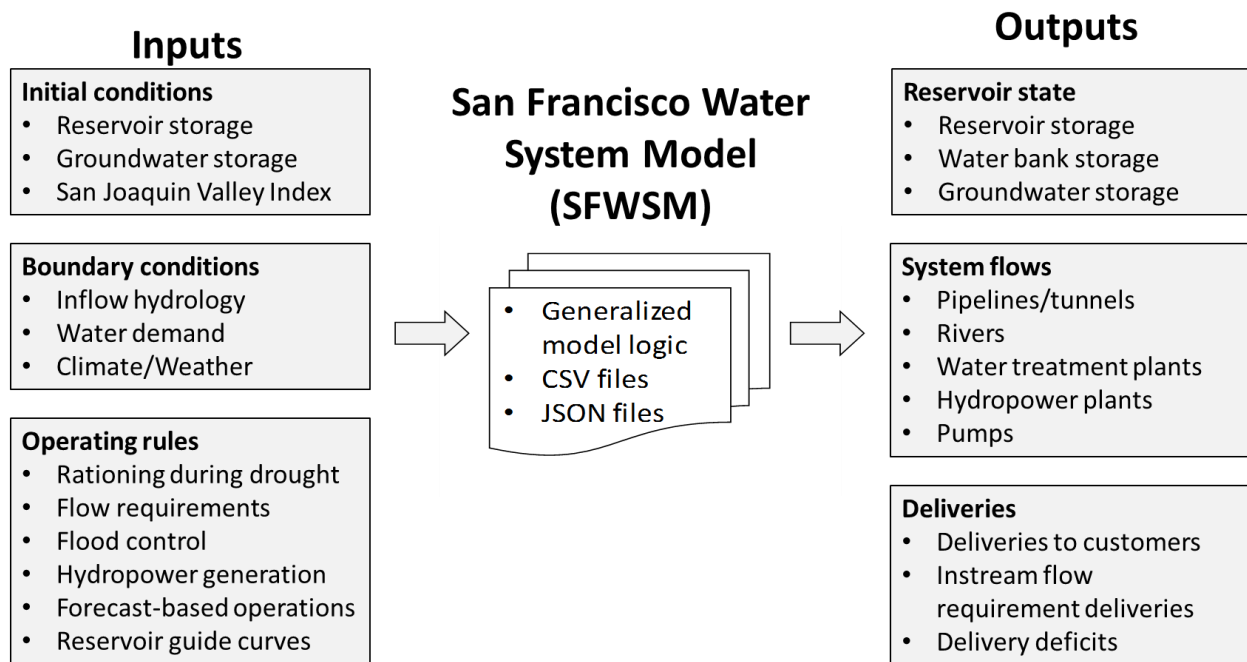 Inputs
Initial conditions
• Reservoir storage
• Groundwater storage
• San Joaquin Valley Index
Boundary conditions
• Inflow hydrology
• Water demand
• Climate/Weather
Operating rules
• Rationing during drought
• Flow requirements
• Flood control
• Hydropower generation
• Forecast-based operations
• Reservoir guide curves
San Francisco Water
System Model
(SFWSM)
• Generalized
model logic
• CSV files
• JSON files
Outputs
Reservoir state
• Reservoir storage
• Water bank storage
• Groundwater storage
System flows
• Pipelines/tunnels
• Rivers
• Water treatment plants
• Hydropower plants
• Pumps
Deliveries
• Deliveries to customers
• Instream flow
requirement deliveries
• Delivery deficits